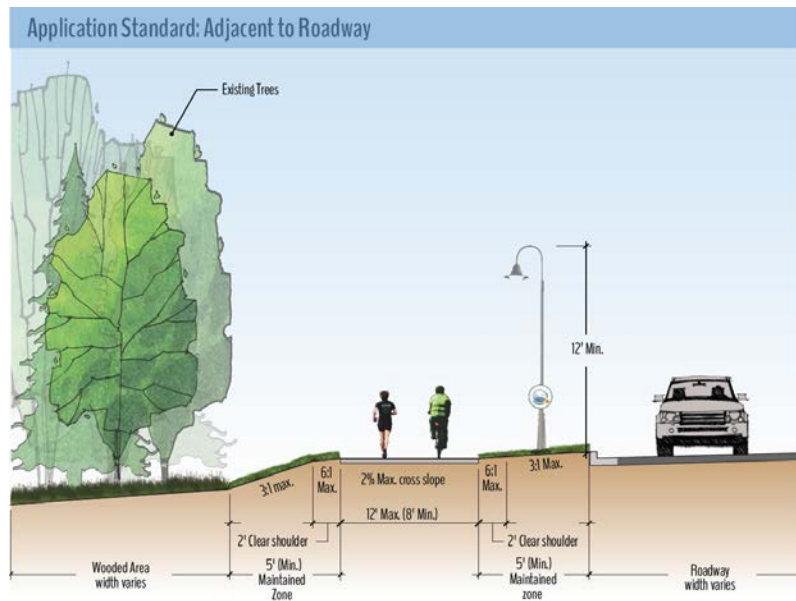 Application Standard: Adjacent to Roadway
Existing Trees
12' Min.
3:1 max.
6:1
Max.
2% Max. cross slope
6:1
Max.
3:1 Max.
12' Max. (8' Min.)
2' Clear shoulder
2' Clear shoulder
Wooded Area
width varies
5' (Min.)
Maintained
Zone
5' (Min.)
Maintained
zone
Roadway
width varies